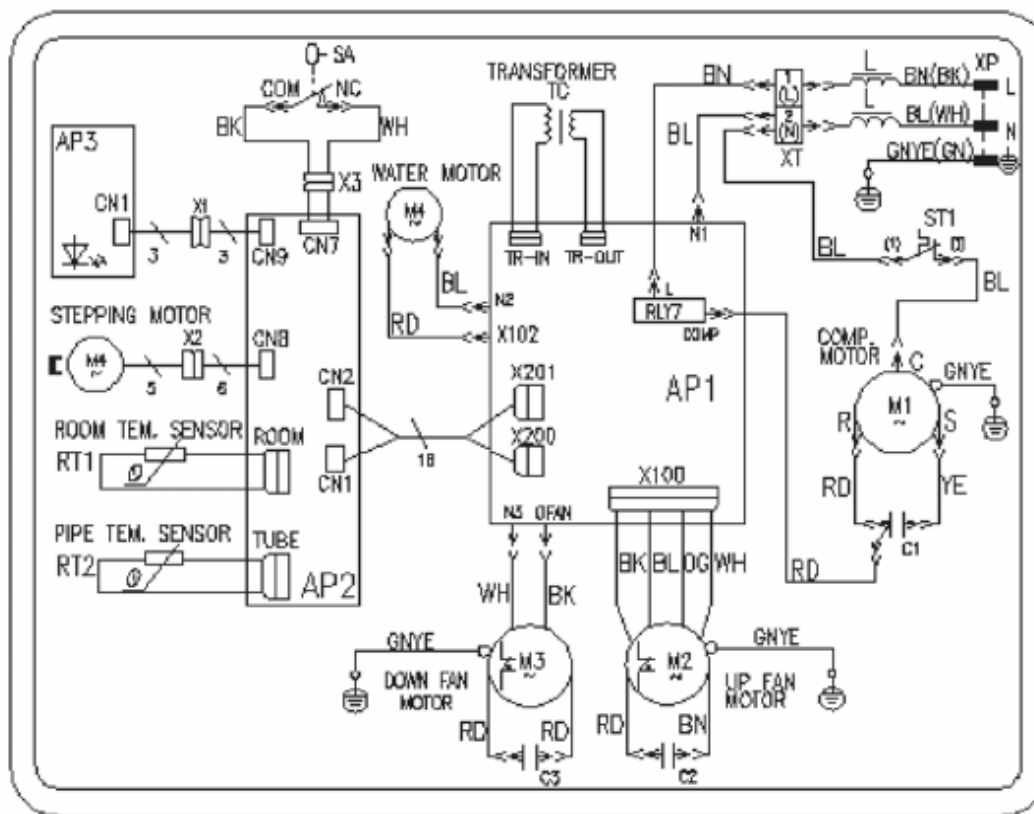 SA
TRANSFORMER
TC
COM
NC
BK
WH
AP3
CN1
X1
3
3
CN9
X3
CN7
WATER MOTOR
M4
~
BL
RD
N2
X102
TR-IN
TR-OUT
BN
BL
N1
1
(L)
2
(N)
XT
L
L
BN(BK)
BL(WH)
GNYE(GN)
XP
L
N
ST1
BL
(1)
BL
L
RLY7
COMP
AP1
COMP.
MOTOR
C
GNYE
M1
~
R
S
RD
YE
C1
RD
STEPPING MOTOR
M4
~
X2
5
6
CN8
CN2
CN1
18
X201
X200
X100
ROOM TEM. SENSOR
RT1
ROOM
PIPE TEM. SENSOR
RT2
TUBE
AP2
N3
OFAN
WH
BK
BK
BL
OG
WH
GNYE
M3
~
DOWN FAN
MOTOR
RD
RD
C3
M2
~
GNYE
UP FAN
MOTOR
RD
BN
C2